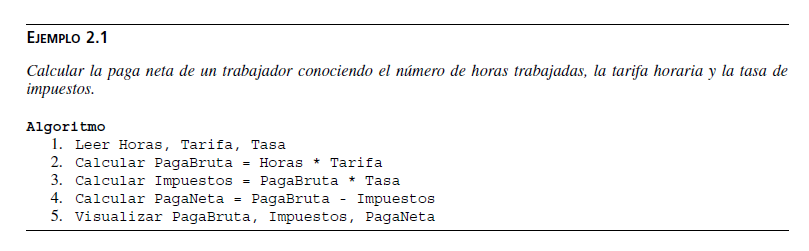 EJEMPLO 2.1
Calcular la paga neta de un trabajador conociendo el número de horas trabajadas, la tarifa horaria y la tasa de
impuestos.
Algoritmo
1. Leer Horas, Tarifa, Tasa
2. Calcular PagaBruta = Horas * Tarifa
3. Calcular Impuestos = PagaBruta * Tasa
4. Calcular PagaNeta = PagaBruta - Impuestos
5. Visualizar PagaBruta, Impuestos, PagaNeta